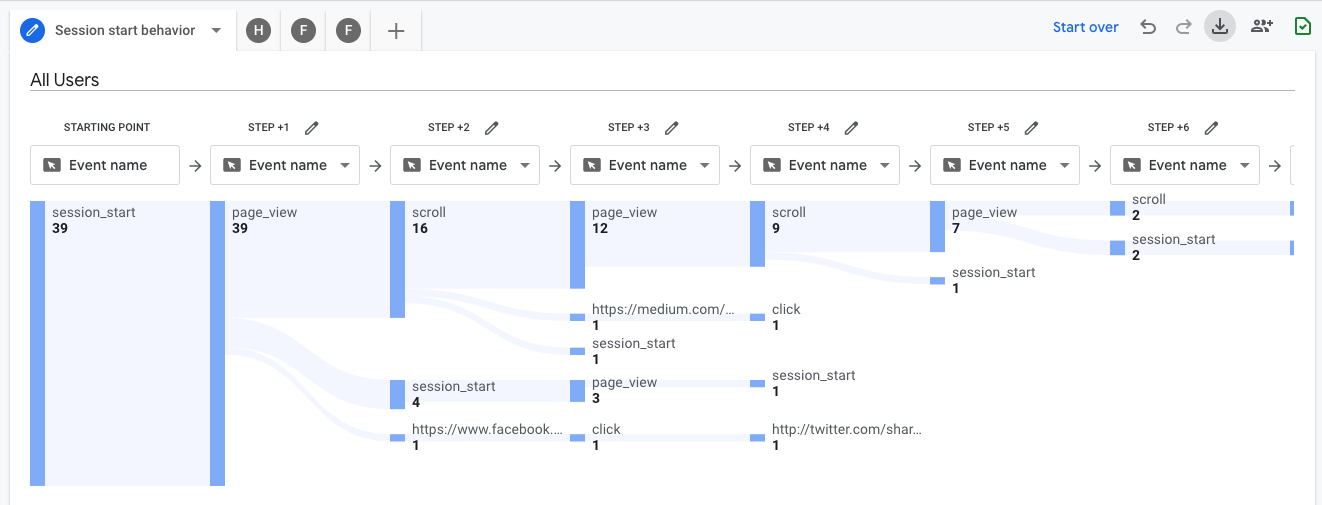 Session start behavior
H
F
F
Start over
All Users
STARTING POINT
STEP +1
STEP +2
STEP +3
STEP +4
STEP +5
STEP +6
Event name
Event name
Event name
Event name
Event name
Event name
Event name
session_start
39
page_view
39
scroll
16
session_start
4
https://www.facebook....
1
page_view
12
https://medium.com/...
1
session_start
1
page_view
3
click
1
scroll
9
click
1
session_start
1
http://twitter.com/shar...
1
page_view
7
session_start
1
scroll
2
session_start
2